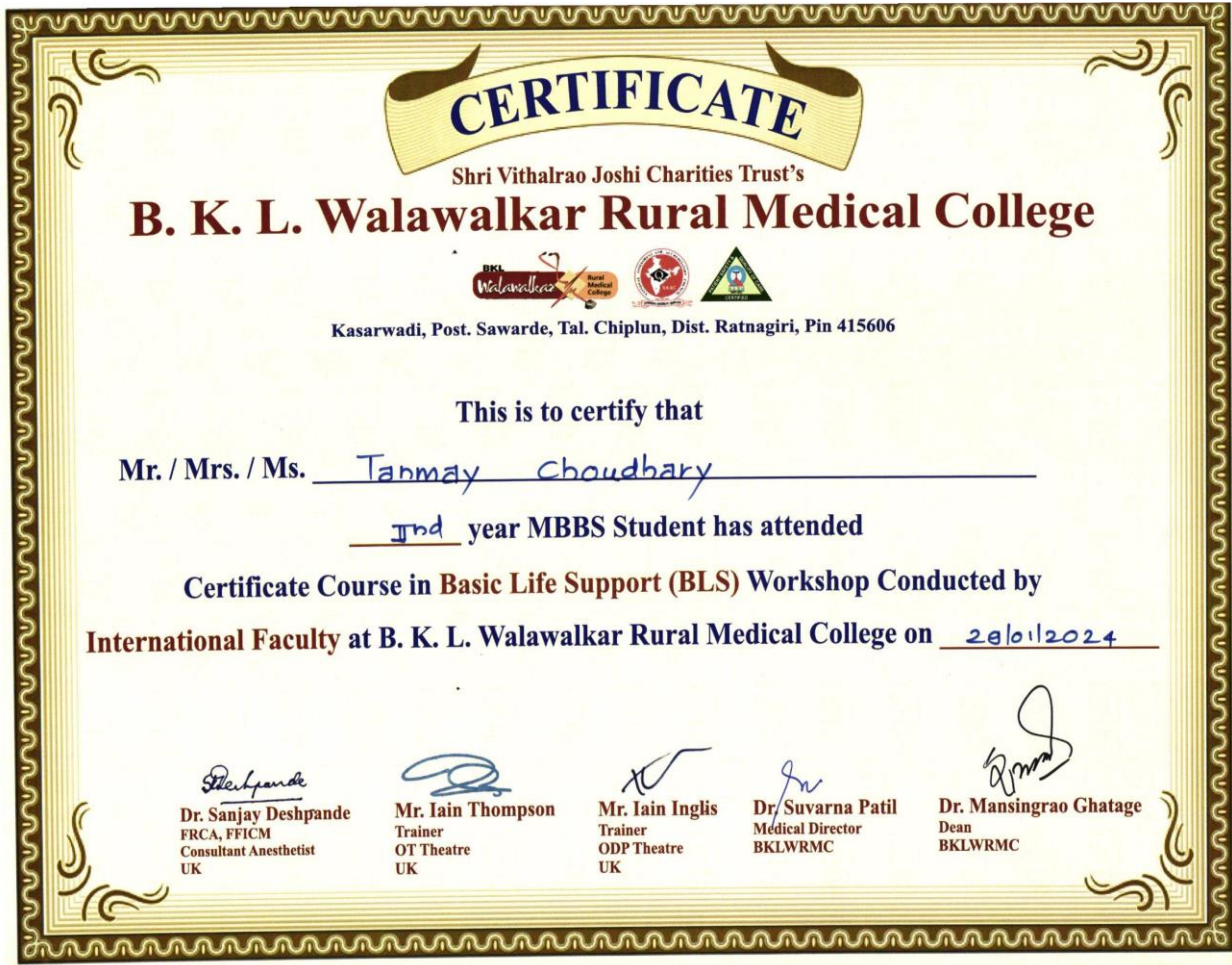 CERTIFICATE
Shri Vithalrao Joshi Charities Trust's
B. K. L. Walawalkar Rural Medical College
BKL
Walawalkar
Rural
Medical
College
CERTIFIED
Kasarwadi, Post. Sawarde, Tal. Chiplun, Dist. Ratnagiri, Pin 415606
This is to certify that
Mr. / Mrs. / Ms. Tanmay Choudhary
IInd year MBBS Student has attended
Certificate Course in Basic Life Support (BLS) Workshop Conducted by
International Faculty at B. K. L. Walawalkar Rural Medical College on 28/01/2024
SDeshpande
Dr. Sanjay Deshpande Mr. Iain Thompson Mr. Iain Inglis Dr. Suvarna Patil Dr. Mansingrao Ghatage
FRCA, FFICM Trainer Trainer Medical Director Dean
Consultant Anesthetist OT Theatre ODP Theatre BKLWRMC BKLWRMC
UK UK UK